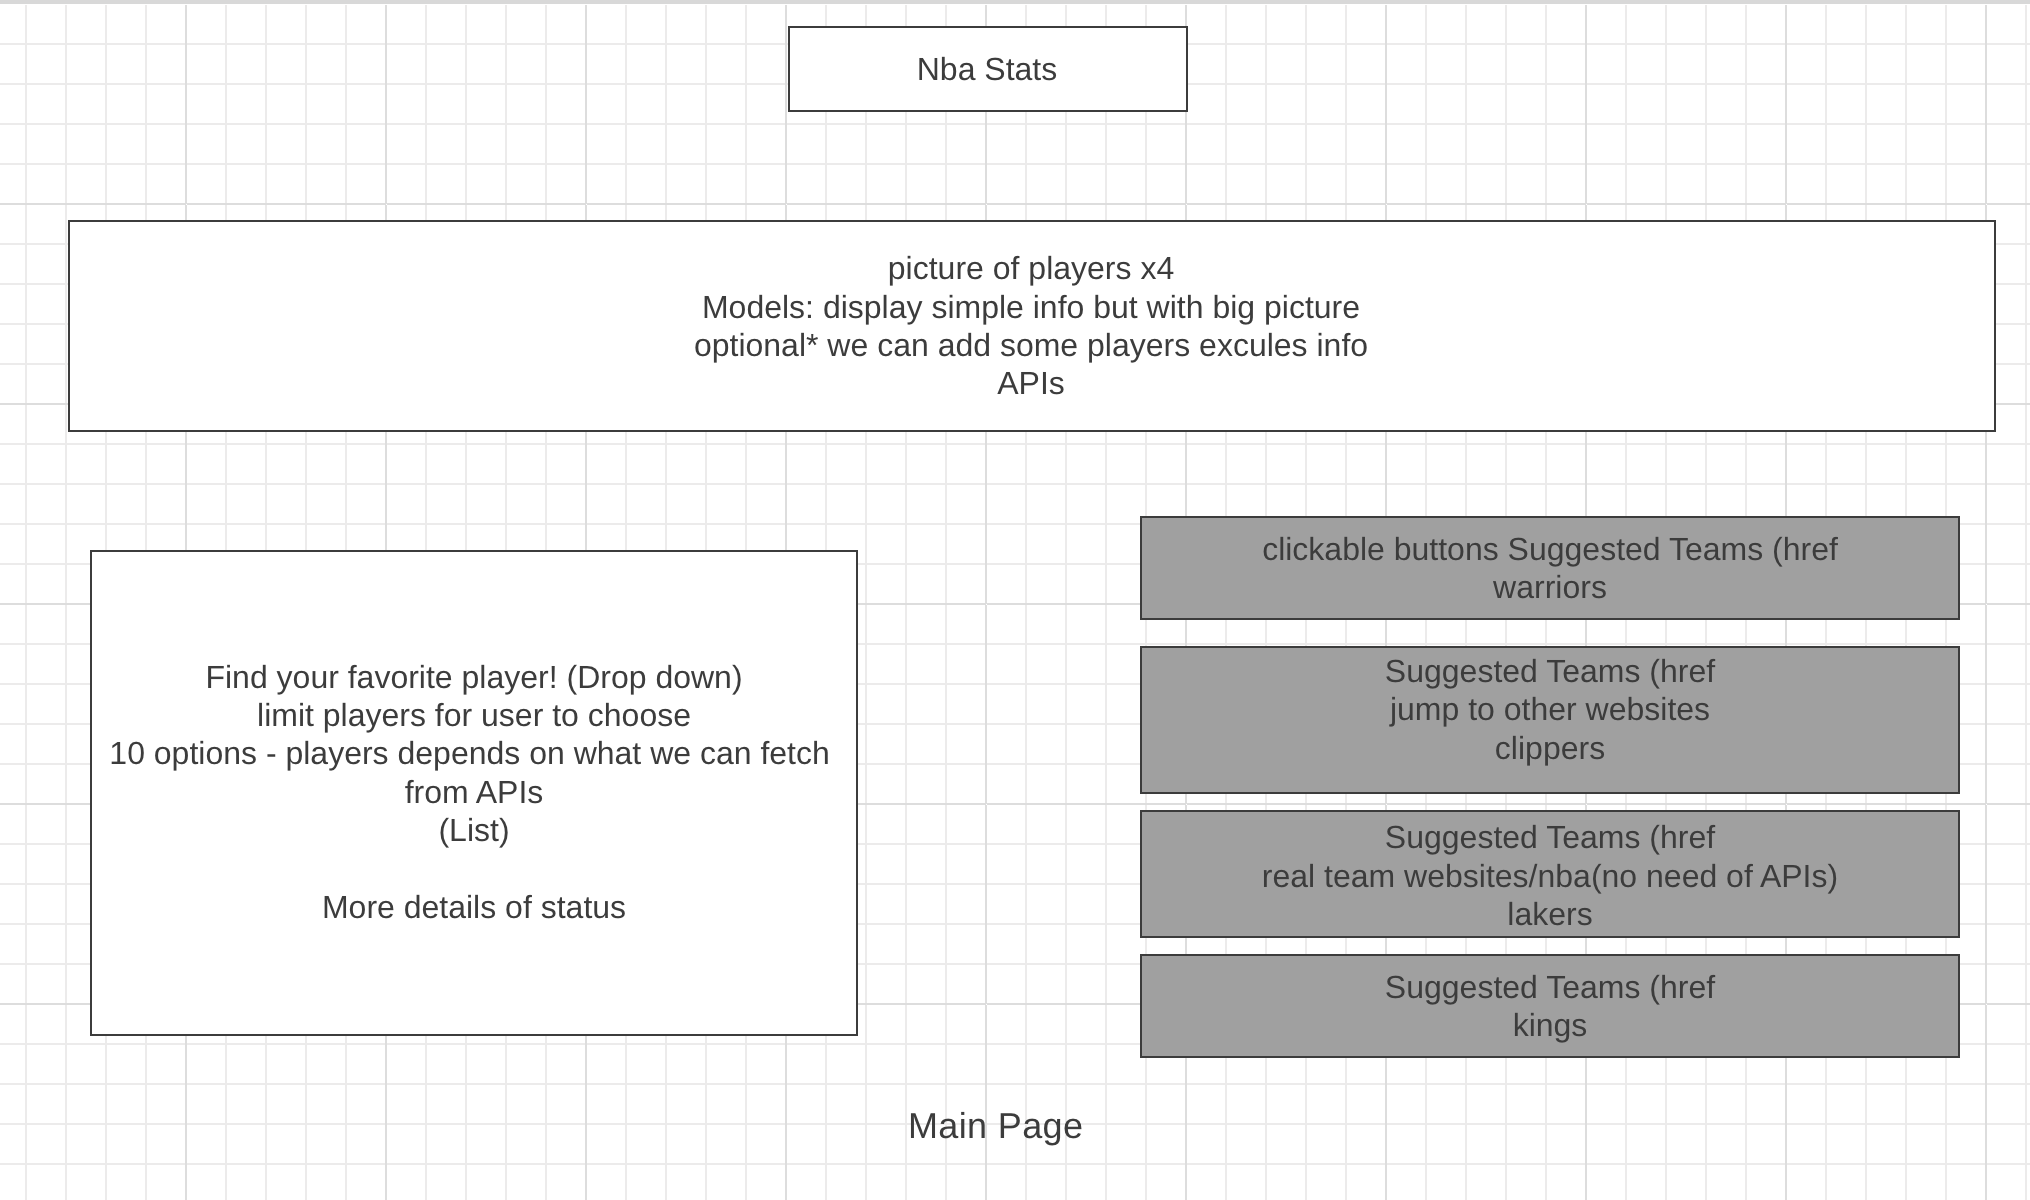 Nba Stats
picture of players x4
Models: display simple info but with big picture
optional* we can add some players excules info
APIs
Find your favorite player! (Drop down)
limit players for user to choose
10 options - players depends on what we can fetch
from APIs
(List)
More details of status
clickable buttons Suggested Teams (href
warriors
Suggested Teams (href
jump to other websites
clippers
Suggested Teams (href
real team websites/nba(no need of APIs)
lakers
Suggested Teams (href
kings
Main Page